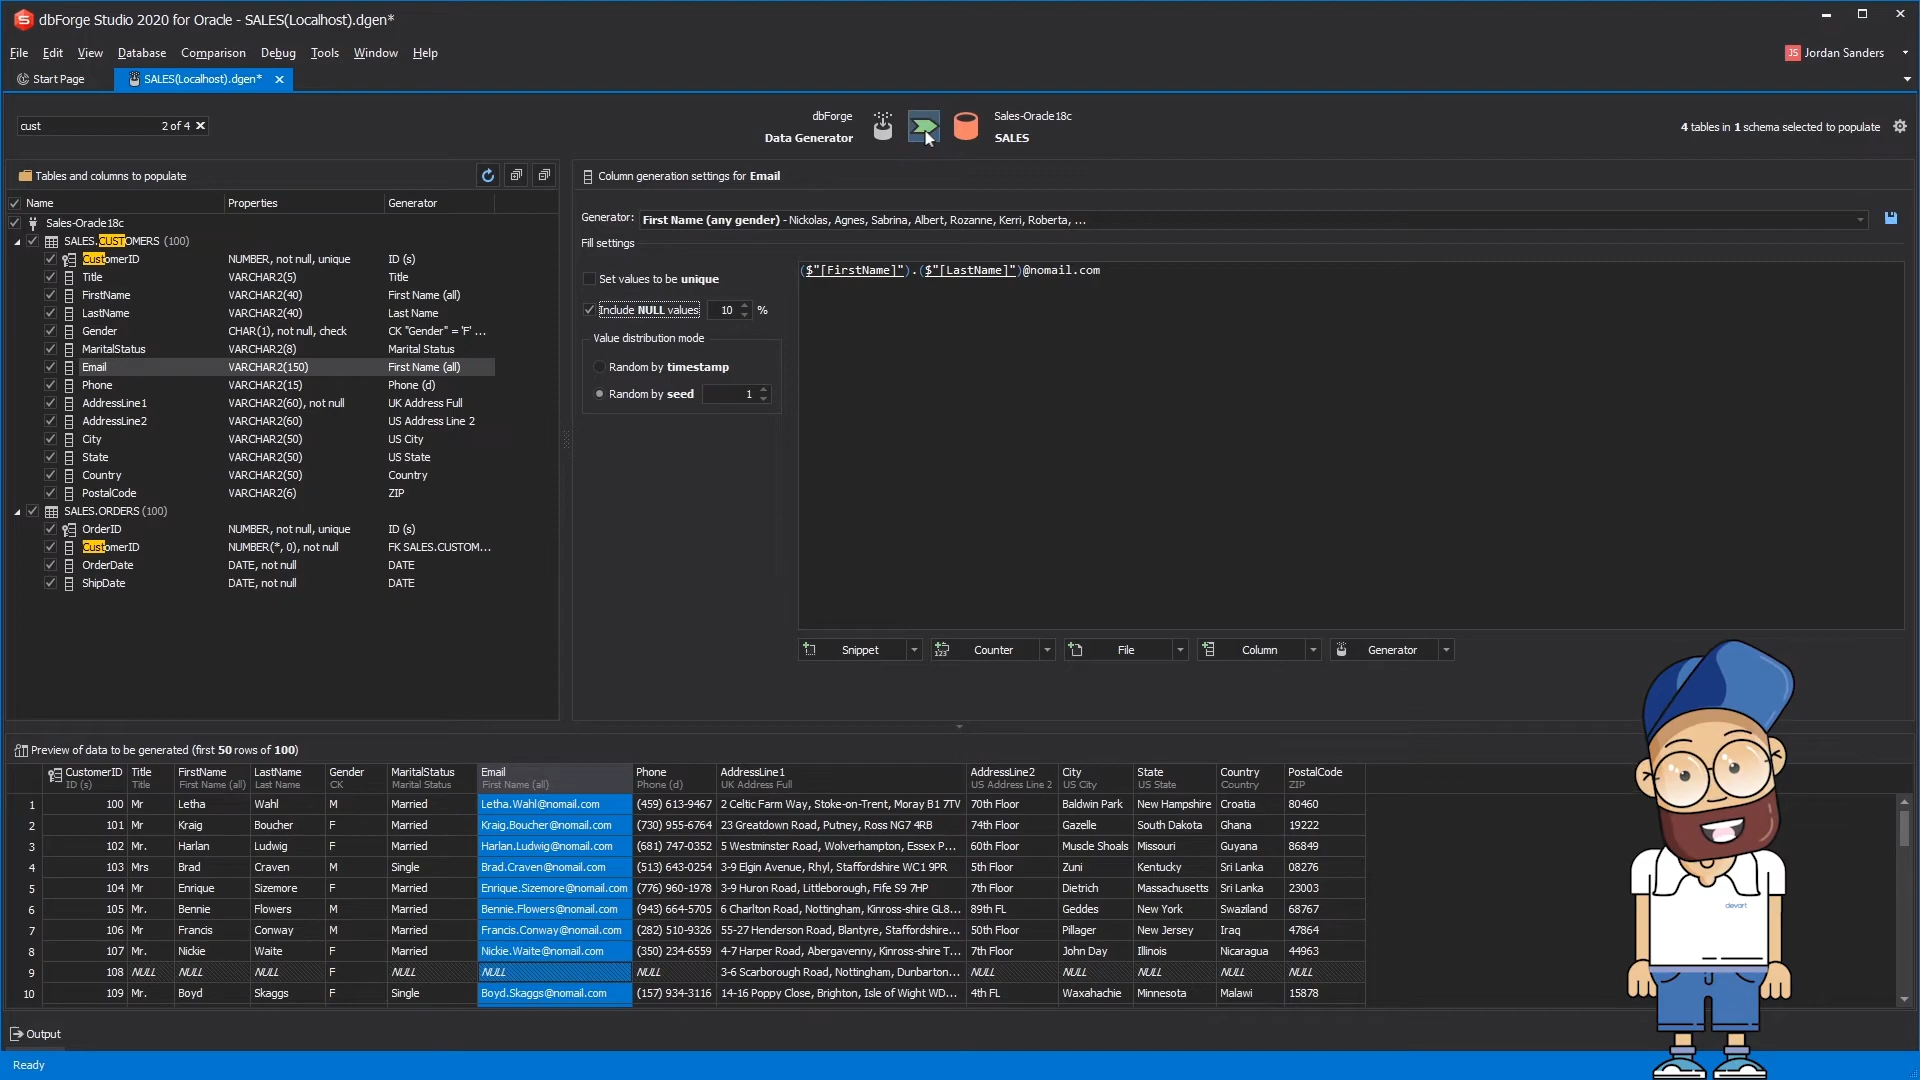 dbForge Studio 2020 for Oracle - SALES(Localhost).dgen*
File Edit View Database Comparison Debug Tools Window Help
JS Jordan Sanders
Start Page SALES(Localhost).dgen*
cust 2 of 4
dbForge
Data Generator
Sales-Oracle18c
SALES
4 tables in 1 schema selected to populate
Tables and columns to populate
Name Properties Generator
Sales-Oracle18c
SALES.CUSTOMERS (100)
CustomerID NUMBER, not null, unique ID (s)
Title VARCHAR2(5) Title
FirstName VARCHAR2(40) First Name (all)
LastName VARCHAR2(40) Last Name
Gender CHAR(1), not null, check CK "Gender" = 'F' ...
MaritalStatus VARCHAR2(8) Marital Status
Email VARCHAR2(150) First Name (all)
Phone VARCHAR2(15) Phone (d)
AddressLine1 VARCHAR2(60), not null UK Address Full
AddressLine2 VARCHAR2(60) US Address Line 2
City VARCHAR2(50) US City
State VARCHAR2(50) US State
Country VARCHAR2(50) Country
PostalCode VARCHAR2(6) ZIP
SALES.ORDERS (100)
OrderID NUMBER, not null, unique ID (s)
CustomerID NUMBER(*, 0), not null FK SALES.CUSTOM...
OrderDate DATE, not null DATE
ShipDate DATE, not null DATE
Column generation settings for Email
Generator: First Name (any gender) - Nickolas, Agnes, Sabrina, Albert, Rozanne, Kerri, Roberta, ...
Fill settings
Set values to be unique
Include NULL values 10 %
Value distribution mode
Random by timestamp
Random by seed 1
($"[FirstName]").($"[LastName]")@nomail.com
Snippet 123 Counter File Column Generator
Preview of data to be generated (first 50 rows of 100)
CustomerID Title FirstName LastName Gender MaritalStatus Email Phone AddressLine1 AddressLine2 City State Country PostalCode
ID (s) Title First Name (all) Last Name CK Marital Status First Name (all) Phone (d) UK Address Full US Address Line 2 US City US State Country ZIP
1 100 Mr Letha Wahl M Married Letha.Wahl@nomail.com (459) 613-9467 2 Celtic Farm Way, Stoke-on-Trent, Moray B1 7TV 70th Floor Baldwin Park New Hampshire Croatia 80460
2 101 Mr Kraig Boucher F Married Kraig.Boucher@nomail.com (730) 955-6764 23 Greatdown Road, Putney, Ross NG7 4RB 74th Floor Gazelle South Dakota Ghana 19222
3 102 Mr. Harlan Ludwig F Married Harlan.Ludwig@nomail.com (681) 747-0352 5 Westminster Road, Wolverhampton, Essex P... 60th Floor Muscle Shoals Missouri Guyana 86849
4 103 Mrs Brad Craven M Single Brad.Craven@nomail.com (513) 643-0254 3-9 Elgin Avenue, Rhyl, Staffordshire WC1 9PR 5th Floor Zuni Kentucky Sri Lanka 08276
5 104 Mr Enrique Sizemore F Married Enrique.Sizemore@nomail.com (776) 960-1978 3-9 Huron Road, Littleborough, Fife S9 7HP 7th Floor Dietrich Massachusetts Sri Lanka 23003
6 105 Mr. Bennie Flowers M Married Bennie.Flowers@nomail.com (943) 664-5705 6 Charlton Road, Nottingham, Kinross-shire GL8... 89th FL Geddes New York Swaziland 68767
7 106 Mr Francis Conway M Married Francis.Conway@nomail.com (282) 510-9326 55-27 Henderson Road, Blantyre, Staffordshire... 50th Floor Pillager New Jersey Iraq 47864
8 107 Mr. Nickie Waite F Married Nickie.Waite@nomail.com (350) 234-6559 4-7 Harper Road, Abergavenny, Kinross-shire T... 7th Floor John Day Illinois Nicaragua 44963
9 108 NULL NULL NULL F NULL NULL NULL 3-6 Scarborough Road, Nottingham, Dunbarton... NULL NULL NULL NULL NULL
10 109 Mr. Boyd Skaggs F Single Boyd.Skaggs@nomail.com (157) 934-3116 14-16 Poppy Close, Brighton, Isle of Wight WD... 4th FL Waxahachie Minnesota Malawi 15878
devart
Output
Ready